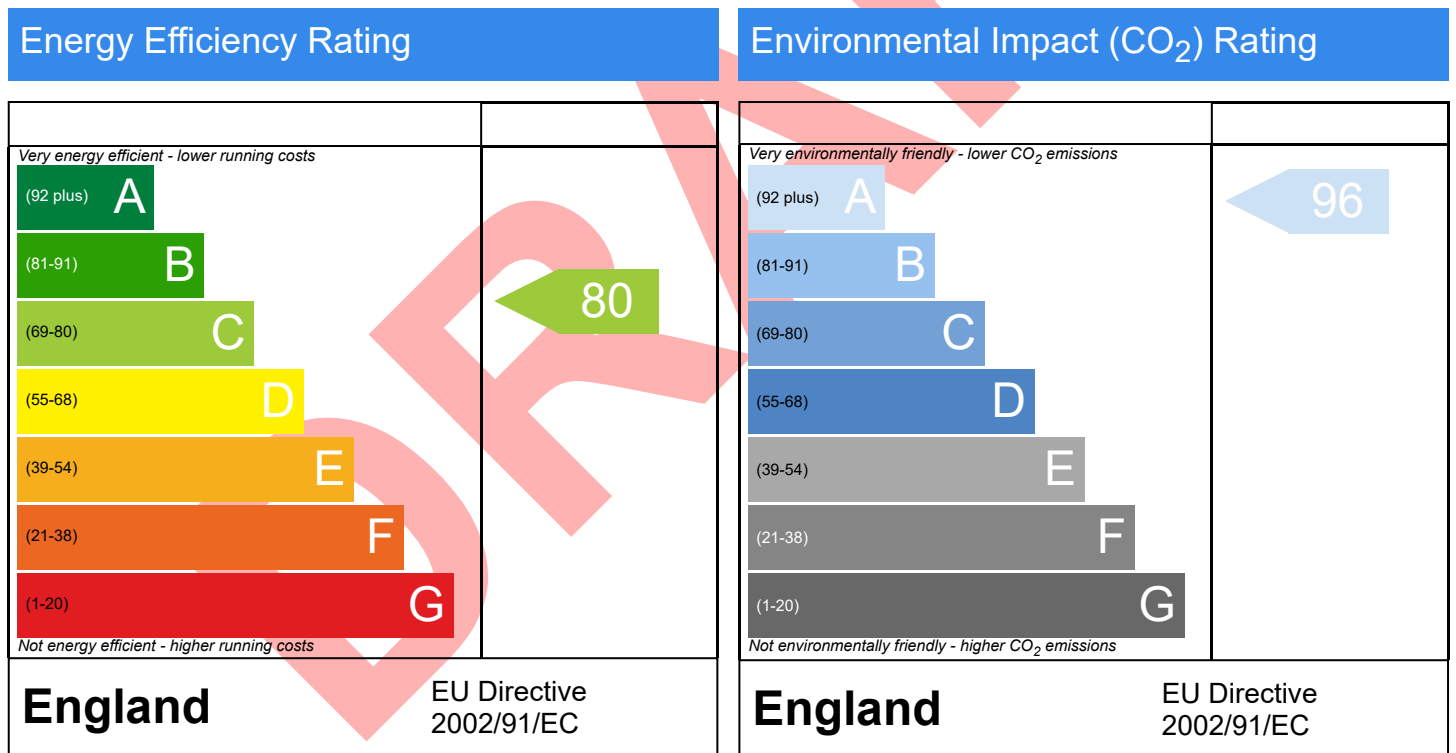 Energy Efficiency Rating
Very energy efficient - lower running costs
(92 plus) A
(81-91) B
(69-80) C
80
(55-68) D
(39-54) E
(21-38) F
(1-20) G
Not energy efficient - higher running costs
England
EU Directive
2002/91/EC
Environmental Impact (CO₂) Rating
Very environmentally friendly - lower CO₂ emissions
(92 plus) A
96
(81-91) B
(69-80) C
(55-68) D
(39-54) E
(21-38) F
(1-20) G
Not environmentally friendly - higher CO₂ emissions
England
EU Directive
2002/91/EC